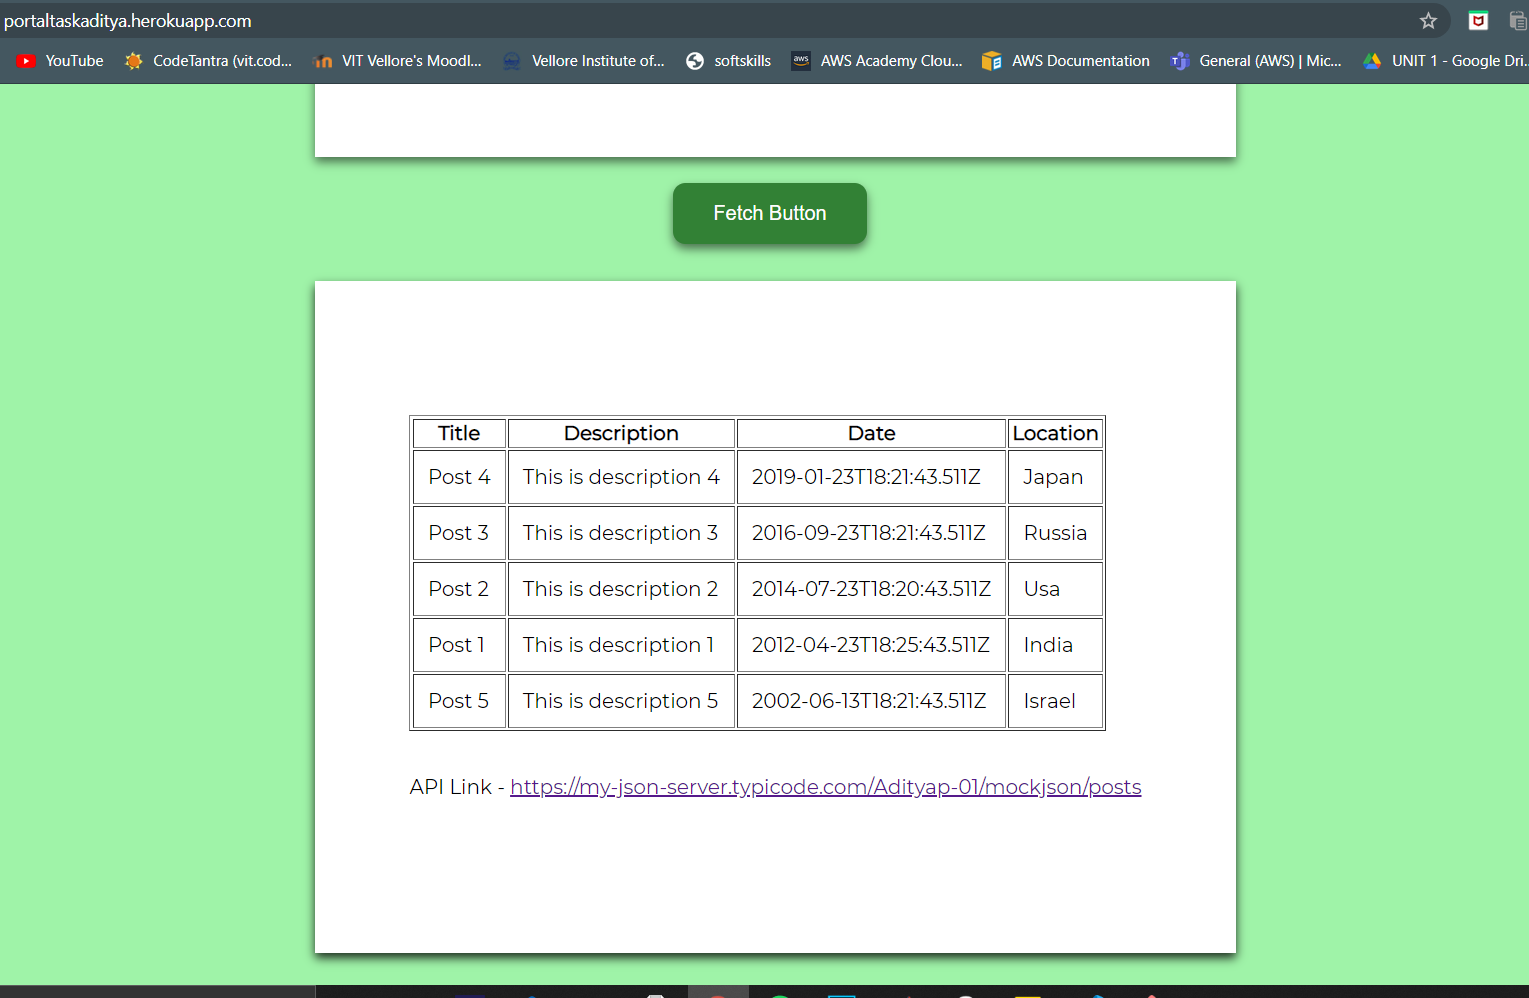 portaltaskaditya.herokuapp.com
YouTube CodeTantra (vit.cod... VIT Vellore's Moodl... Vellore Institute of... softskills aws AWS Academy Clou... AWS Documentation General (AWS) | Mic... UNIT 1 - Google Dri...
Fetch Button
Title Description Date Location
Post 4 This is description 4 2019-01-23T18:21:43.511Z Japan
Post 3 This is description 3 2016-09-23T18:21:43.511Z Russia
Post 2 This is description 2 2014-07-23T18:20:43.511Z Usa
Post 1 This is description 1 2012-04-23T18:25:43.511Z India
Post 5 This is description 5 2002-06-13T18:21:43.511Z Israel
API Link - https://my-json-server.typicode.com/Adityap-01/mockjson/posts